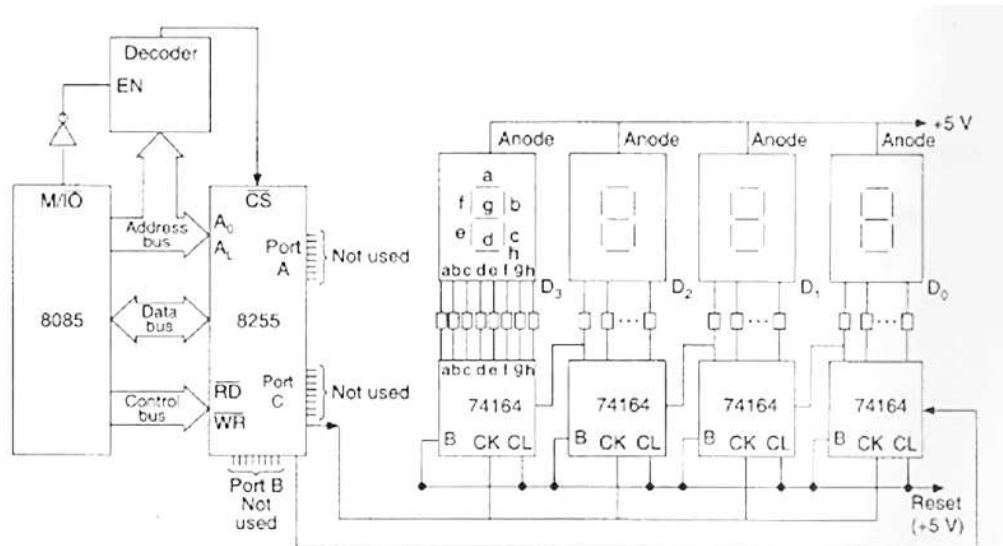 Decoder
EN
M/IO
CS
Address bus
A0
AL
Port A
Not used
8085
Data bus
8255
Control bus
RD
WR
Port C
Not used
Port B Not used
+5 V
Anode
Anode
Anode
Anode
a
f g b
e d c
h
abcdefgh
D3
D2
D1
D0
abcdefgh
74164
74164
74164
74164
B CK CL
B CK CL
B CK CL
B CK CL
Reset
(+5 V)